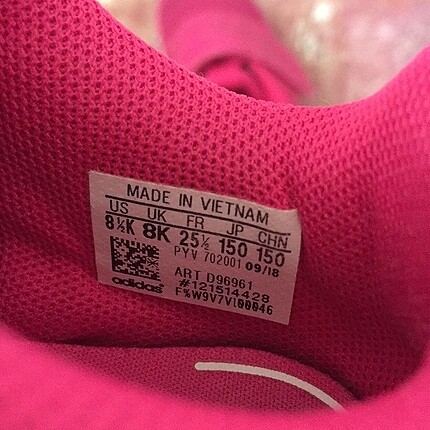 MADE IN VIETNAM
US UK FR JP CHN
8½K 8K 25½ 150 150
PYV 702001 09/18
ART D96961
#121514428
adidas F%W9V7V100046